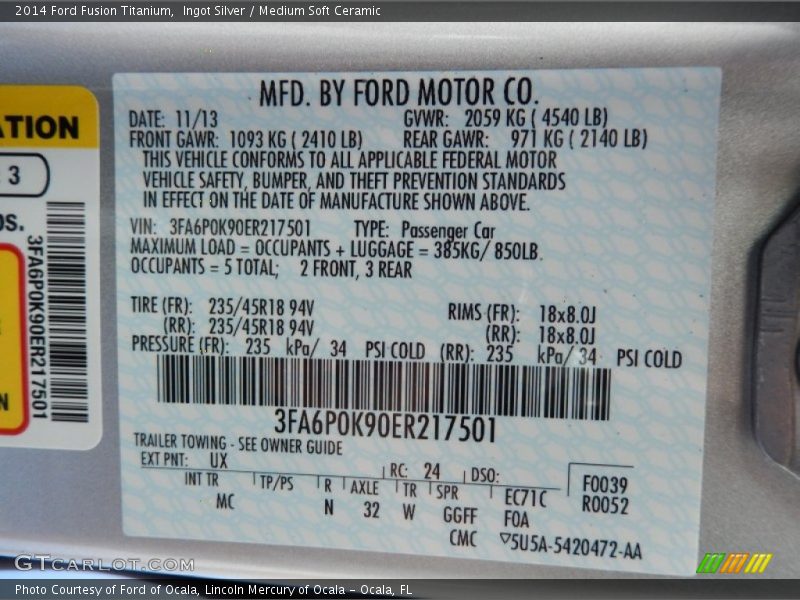 2014 Ford Fusion Titanium,  Ingot Silver / Medium Soft Ceramic
ATION
: 3
OS.
3FA6P0K90ER217501
N
MFD. BY FORD MOTOR CO.
DATE: 11/13 GVWR: 2059 KG ( 4540 LB)
FRONT GAWR: 1093 KG ( 2410 LB) REAR GAWR: 971 KG ( 2140 LB)
THIS VEHICLE CONFORMS TO ALL APPLICABLE FEDERAL MOTOR
VEHICLE SAFETY, BUMPER, AND THEFT PREVENTION STANDARDS
IN EFFECT ON THE DATE OF MANUFACTURE SHOWN ABOVE.
VIN: 3FA6P0K90ER217501 TYPE: Passenger Car
MAXIMUM LOAD = OCCUPANTS + LUGGAGE = 385KG/ 850LB.
OCCUPANTS = 5 TOTAL; 2 FRONT, 3 REAR
TIRE (FR): 235/45R18 94V RIMS (FR): 18x8.0J
(RR): 235/45R18 94V (RR): 18x8.0J
PRESSURE (FR): 235 kPa/ 34 PSI COLD (RR): 235 kPa/ 34 PSI COLD
3FA6P0K90ER217501
TRAILER TOWING - SEE OWNER GUIDE
EXT PNT: UX RC: 24 DSO: F0039
INT TR TP/PS R AXLE TR SPR EC71C R0052
MC N 32 W GGFF F0A
CMC ▽5U5A-5420472-AA
GTCarLot.com
Photo Courtesy of Ford of Ocala, Lincoln Mercury of Ocala – Ocala, FL